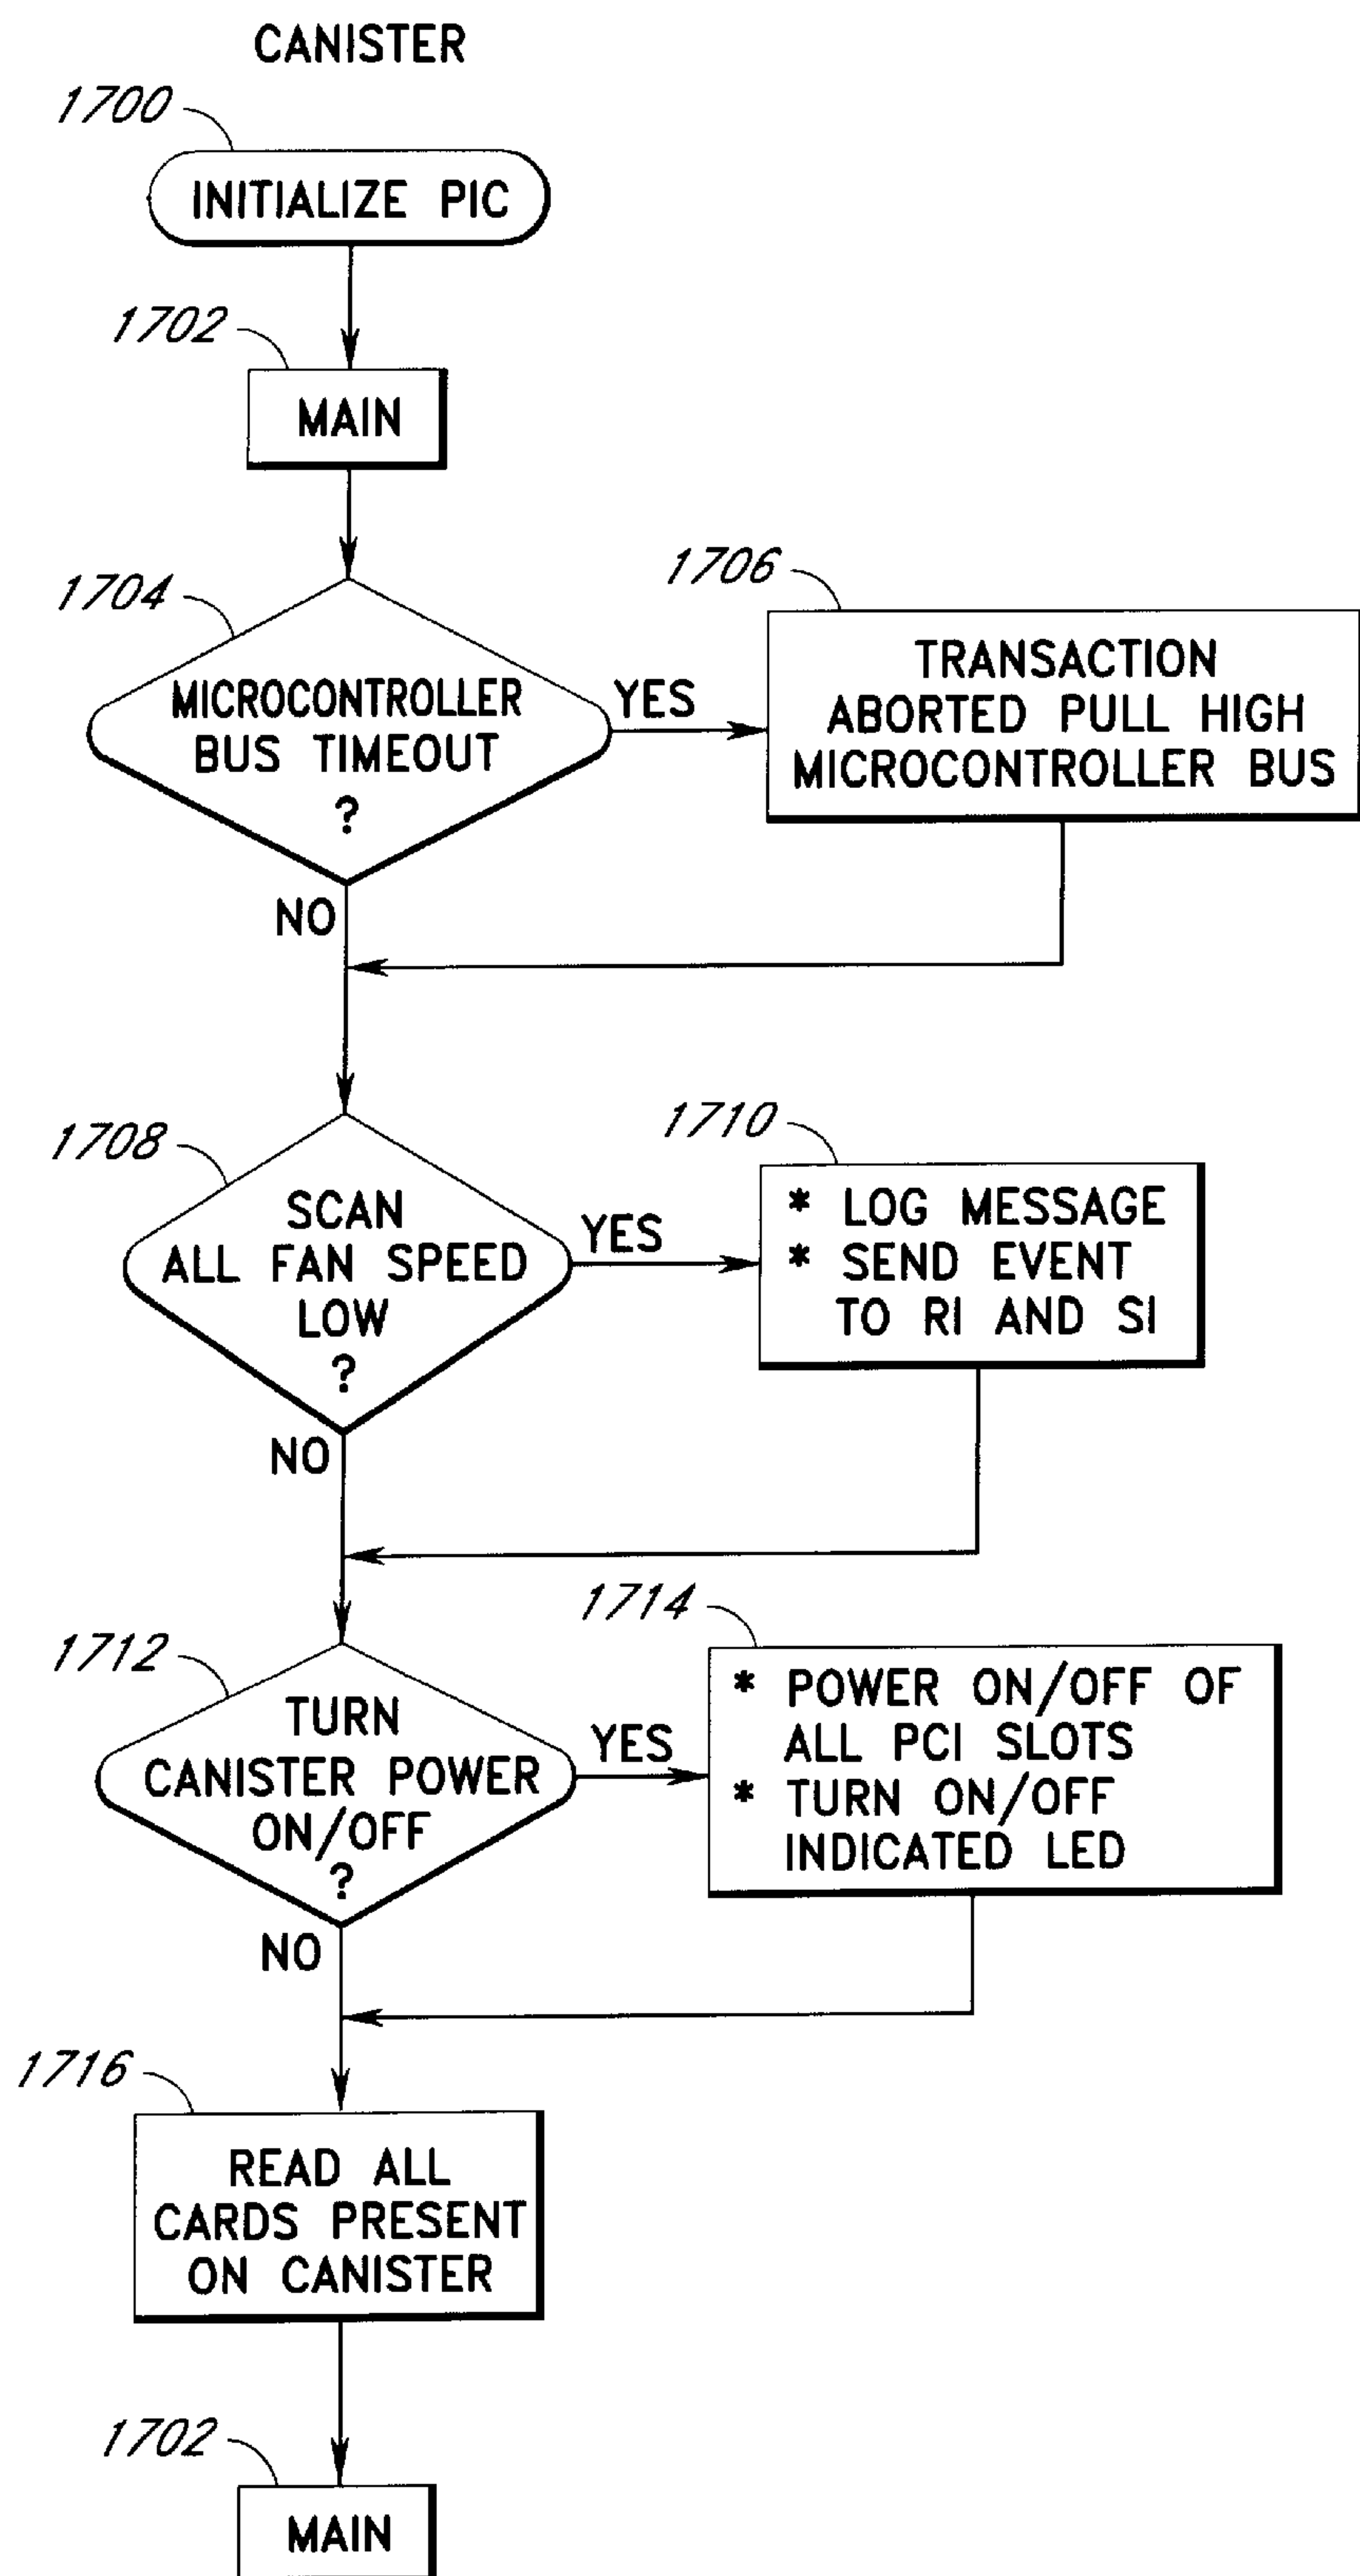 CANISTER
1700
INITIALIZE PIC
1702
MAIN
1704
MICROCONTROLLER
BUS TIMEOUT
?
YES
NO
1706
TRANSACTION
ABORTED PULL HIGH
MICROCONTROLLER BUS
1708
SCAN
ALL FAN SPEED
LOW
?
YES
NO
1710
* LOG MESSAGE
* SEND EVENT
TO RI AND SI
1712
TURN
CANISTER POWER
ON/OFF
?
YES
NO
1714
* POWER ON/OFF OF
ALL PCI SLOTS
* TURN ON/OFF
INDICATED LED
1716
READ ALL
CARDS PRESENT
ON CANISTER
1702
MAIN